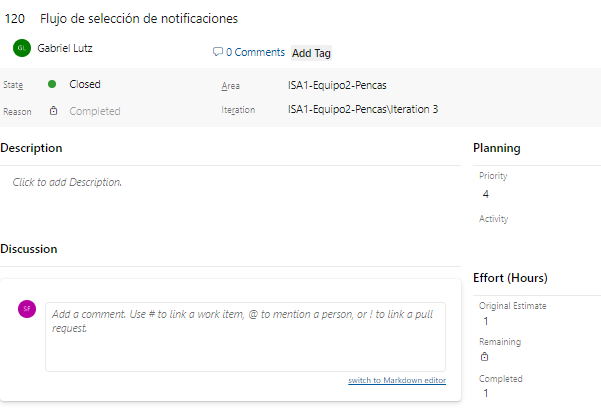 120 Flujo de selección de notificaciones
GL Gabriel Lutz
0 Comments Add Tag
State Closed
Area ISA1-Equipo2-Pencas
Reason Completed
Iteration ISA1-Equipo2-Pencas\Iteration 3
Description
Click to add Description.
Planning
Priority
4
Activity
Discussion
SF
Add a comment. Use # to link a work item, @ to mention a person, or ! to link a pull
request.
switch to Markdown editor
Effort (Hours)
Original Estimate
1
Remaining
Completed
1